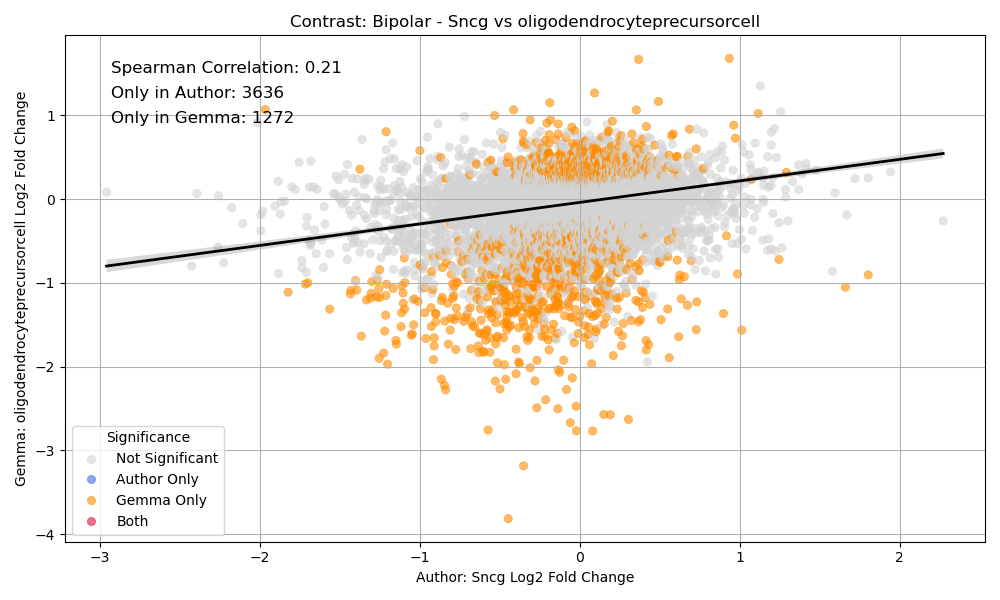 Contrast: Bipolar - Sncg vs oligodendrocyteprecursorcell
Spearman Correlation: 0.21
Only in Author: 3636
Only in Gemma: 1272
Gemma: oligodendrocyteprecursorcell Log2 Fold Change
1
0
−1
−2
−3
−4
Significance
Not Significant
Author Only
Gemma Only
Both
−3 −2 −1 0 1 2
Author: Sncg Log2 Fold Change